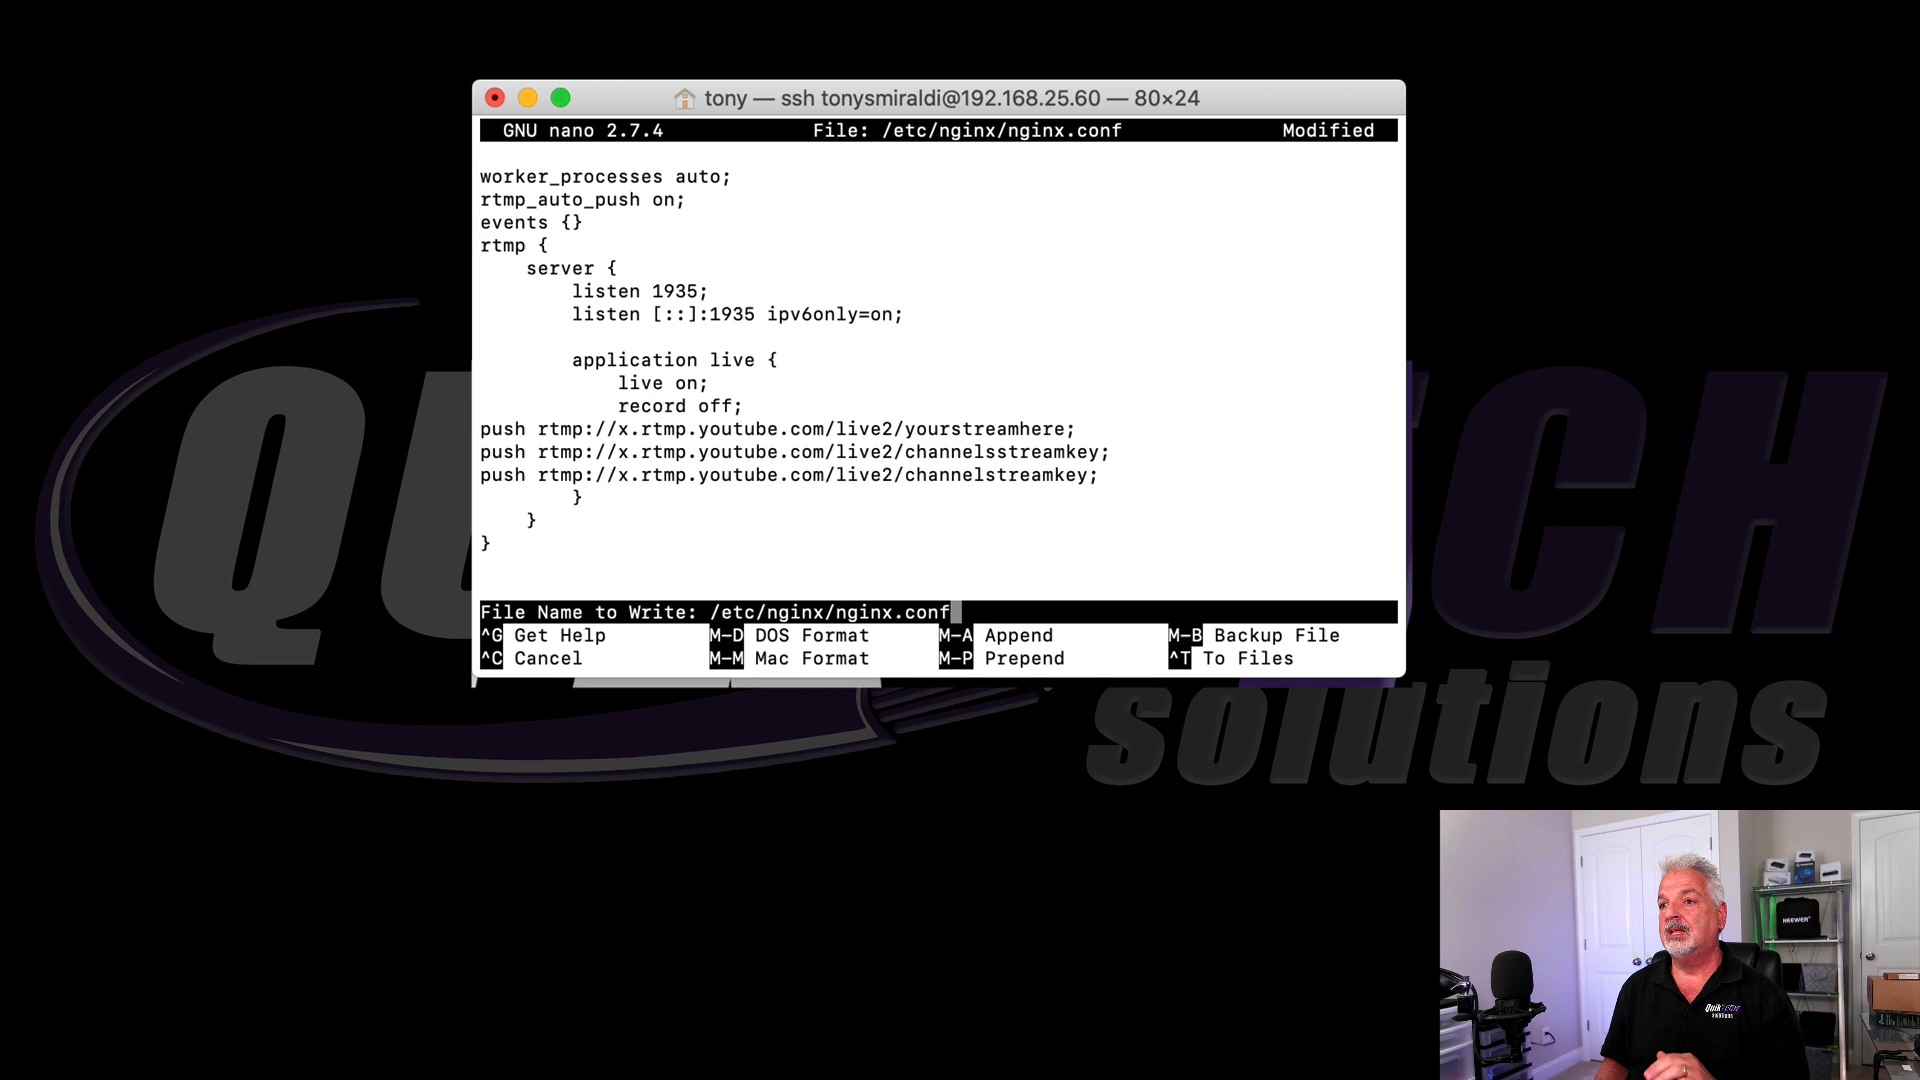 tony — ssh tonysmiraldi@192.168.25.60 — 80×24
GNU nano 2.7.4 File: /etc/nginx/nginx.conf Modified
worker_processes auto;
rtmp_auto_push on;
events {}
rtmp {
server {
listen 1935;
listen [::]:1935 ipv6only=on;
application live {
live on;
record off;
push rtmp://x.rtmp.youtube.com/live2/yourstreamhere;
push rtmp://x.rtmp.youtube.com/live2/channelsstreamkey;
push rtmp://x.rtmp.youtube.com/live2/channelstreamkey;
}
}
}
File Name to Write: /etc/nginx/nginx.conf
^G Get Help M-D DOS Format M-A Append M-B Backup File
^C Cancel M-M Mac Format M-P Prepend ^T To Files
CH
solutions
NEEWER
QuikTECH
solutions